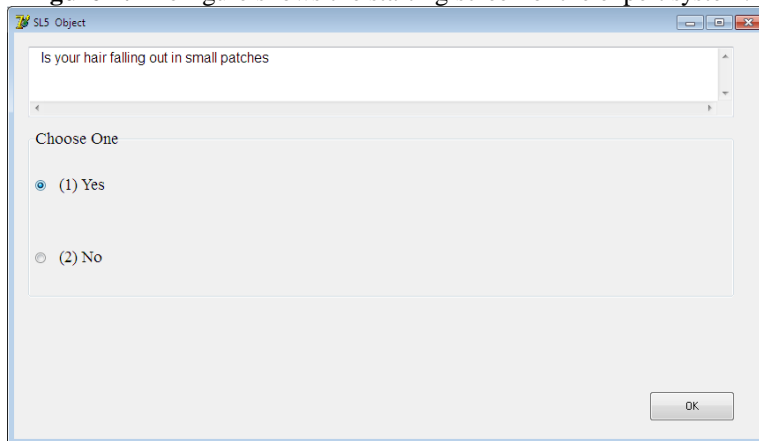 SL5 Object
Is your hair falling out in small patches
Choose One
(1) Yes
(2) No
OK